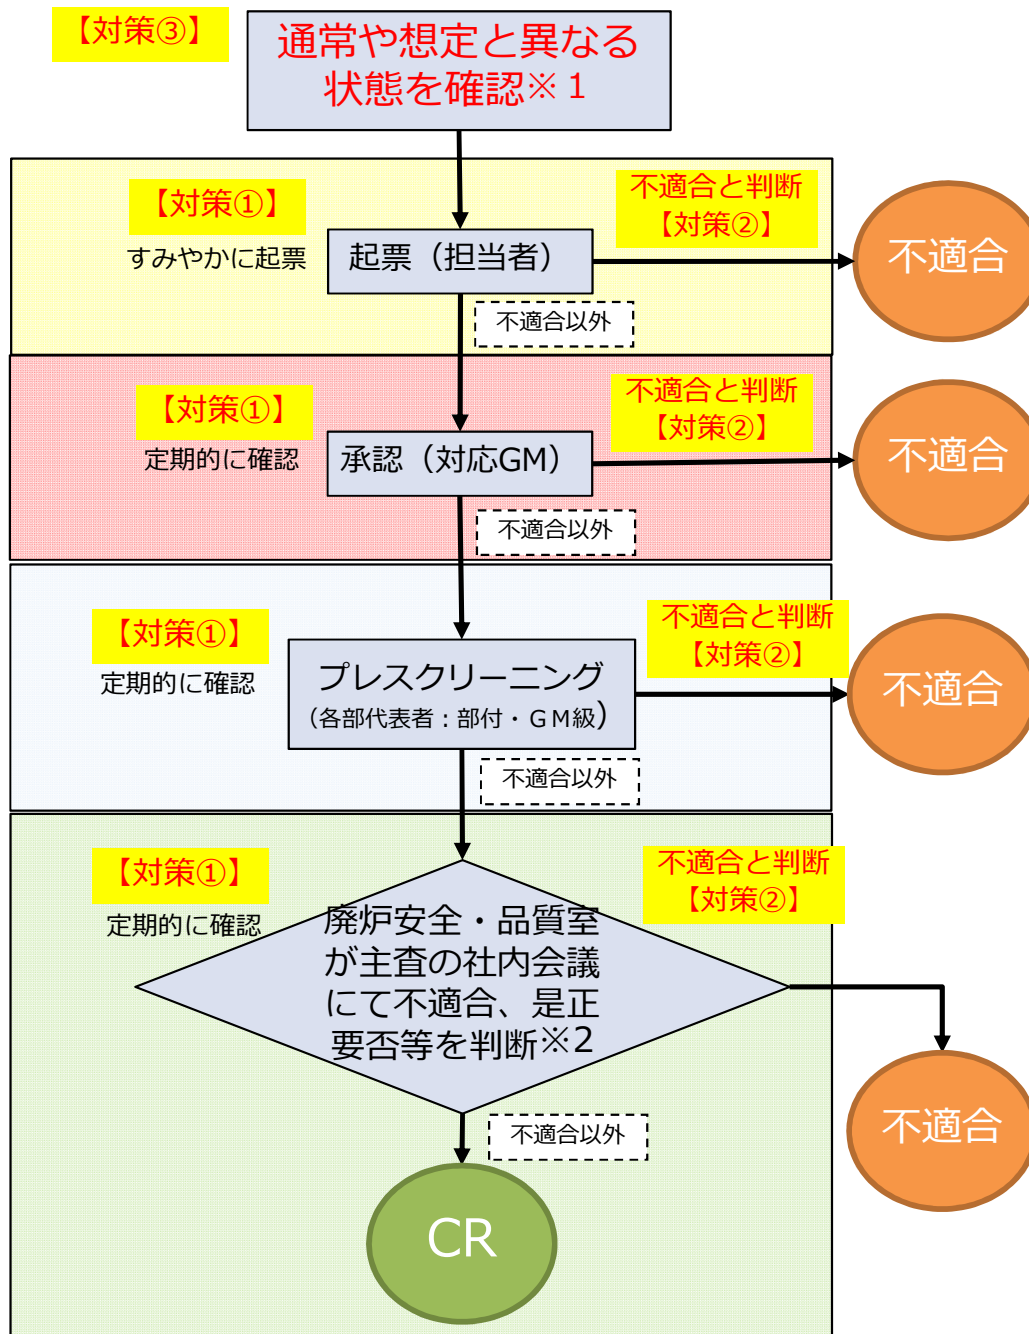 【対策③】
通常や想定と異なる
状態を確認※１
【対策①】
すみやかに起票
起票（担当者）
不適合と判断
【対策②】
不適合
不適合以外
【対策①】
定期的に確認
承認（対応GM）
不適合と判断
【対策②】
不適合
不適合以外
【対策①】
定期的に確認
プレスクリーニング
（各部代表者：部付・ＧＭ級）
不適合と判断
【対策②】
不適合
不適合以外
【対策①】
定期的に確認
廃炉安全・品質室
が主査の社内会議
にて不適合、是正
要否等を判断※2
不適合と判断
【対策②】
不適合
不適合以外
CR